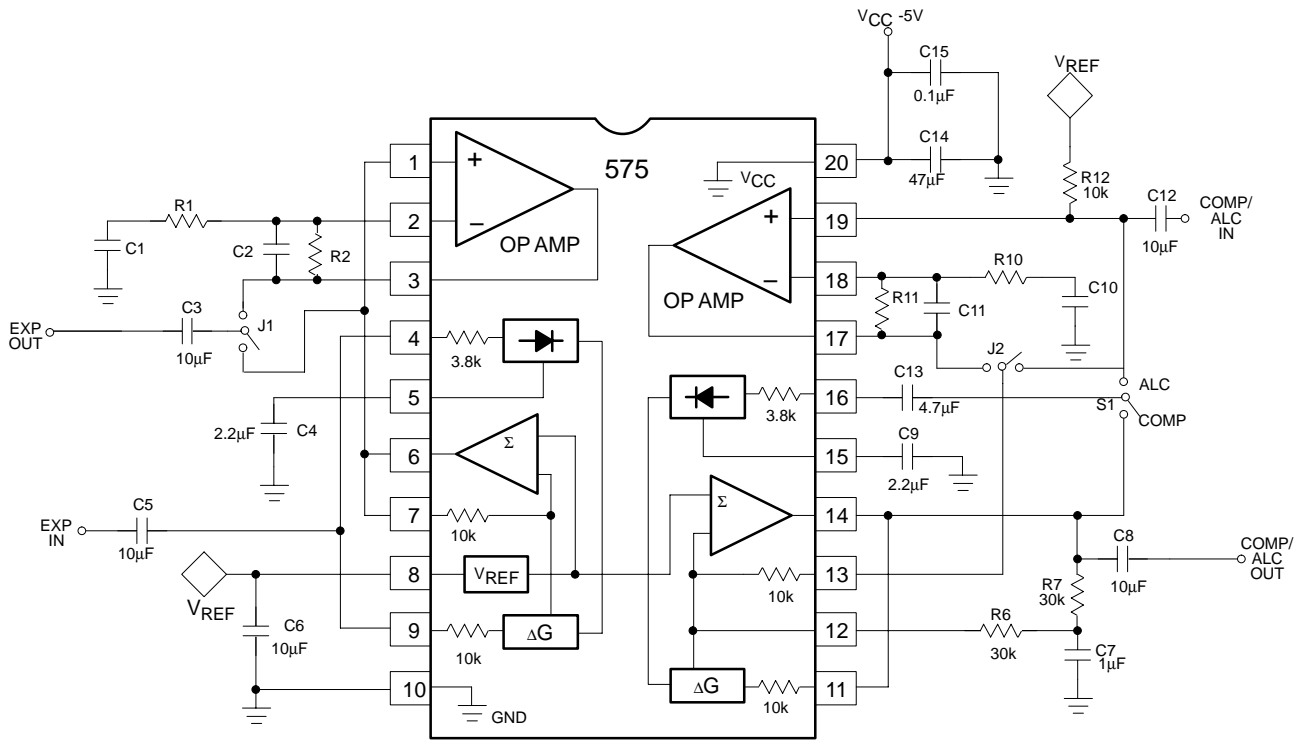 VCC -5V
C15
0.1µF
VREF
C14
47µF
R12
10k
C12
10µF
COMP/
ALC
IN
575
1
+
2
−
OP AMP
3
4
3.8k
5
6
Σ
7
10k
8
VREF
9
10k
ΔG
10
GND
20
VCC
19
+
18
−
OP AMP
17
16
3.8k
15
14
Σ
13
10k
12
11
10k
ΔG
R1
C1
C2
R2
C3
10µF
J1
EXP
OUT
2.2µF
C4
EXP
IN
C5
10µF
VREF
C6
10µF
R11
C11
R10
C10
J2
C13
4.7µF
ALC
S1
COMP
C9
2.2µF
C8
10µF
COMP/
ALC
OUT
R7
30k
R6
30k
C7
1µF